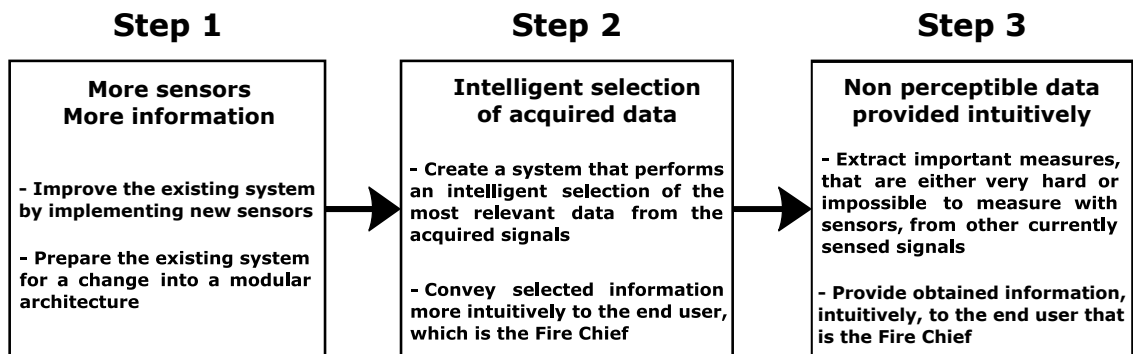 Step 1
More sensors
More information
- Improve the existing system
by implementing new sensors
- Prepare the existing system
for a change into a modular
architecture
Step 2
Intelligent selection
of acquired data
- Create a system that performs
an intelligent selection of the
most relevant data from the
acquired signals
- Convey selected information
more intuitively to the end user,
which is the Fire Chief
Step 3
Non perceptible data
provided intuitively
- Extract important measures,
that are either very hard or
impossible to measure with
sensors, from other currently
sensed signals
- Provide obtained information,
intuitively, to the end user that
is the Fire Chief